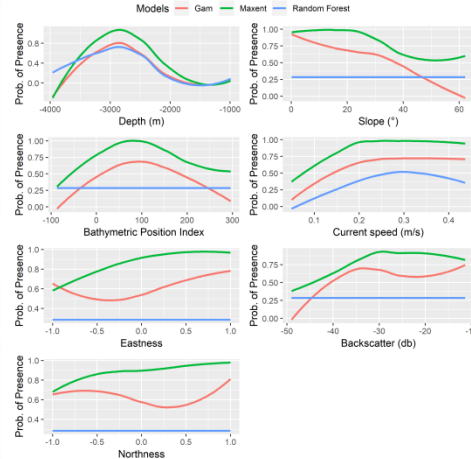 Models Gam Maxent Random Forest
Prob. of Presence
0.8
0.4
0.0
-4000 -3000 -2000 -1000
Depth (m)
Prob. of Presence
1.00
0.75
0.50
0.25
0.00
0 20 40 60
Slope (°)
Prob. of Presence
1.00
0.75
0.50
0.25
0.00
-100 0 100 200 300
Bathymetric Position Index
Prob. of Presence
1.00
0.75
0.50
0.25
0.00
0.1 0.2 0.3 0.4
Current speed (m/s)
Prob. of Presence
1.0
0.8
0.6
0.4
-1.0 -0.5 0.0 0.5 1.0
Eastness
Prob. of Presence
0.75
0.50
0.25
0.00
-50 -40 -30 -20
Backscatter (db)
Prob. of Presence
1.0
0.8
0.6
0.4
-1.0 -0.5 0.0 0.5 1.0
Northness